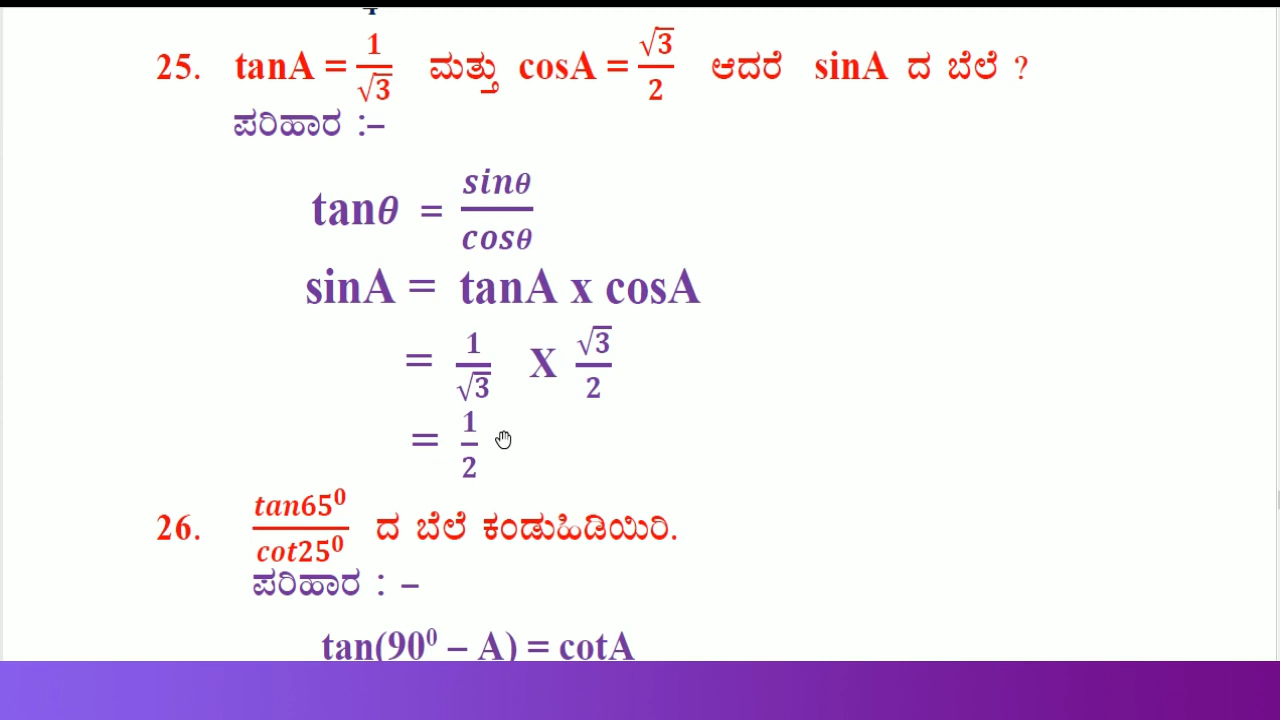 25. tanA = 1/√3 ಮತ್ತು cosA = √3/2 ಆದರೆ sinA ದ ಬೆಲೆ ?
ಪರಿಹಾರ :–
tanθ = sinθ/cosθ
sinA = tanA x cosA
= 1/√3 X √3/2
= 1/2
26. tan65⁰/cot25⁰ ದ ಬೆಲೆ ಕಂಡುಹಿಡಿಯಿರಿ.
ಪರಿಹಾರ : –
tan(90⁰ – A) = cotA